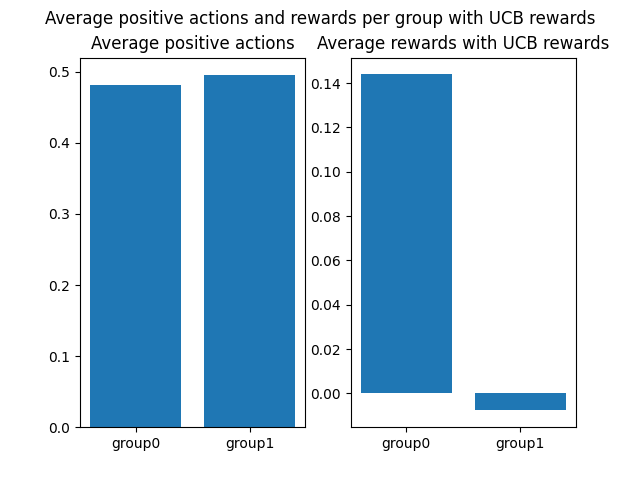 Average positive actions and rewards per group with UCB rewards
Average positive actions
0.5
0.4
0.3
0.2
0.1
0.0
group0
group1
Average rewards with UCB rewards
0.14
0.12
0.10
0.08
0.06
0.04
0.02
0.00
group0
group1